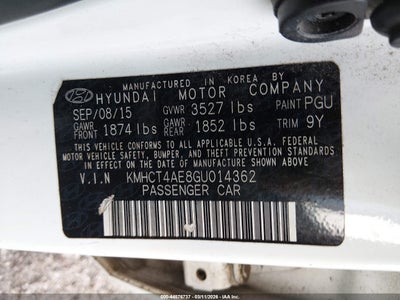 MANUFACTURED IN KOREA BY
HYUNDAI MOTOR COMPANY
SEP/08/15 GVWR 3527 lbs PAINT PGU
GAWR FRONT 1874 lbs GAWR REAR 1852 lbs TRIM 9Y
THIS VEHICLE CONFORMS TO ALL APPLICABLE U.S.A FEDERAL
MOTOR VEHICLE SAFETY, BUMPER, AND THEFT PREVENTION
STANDARDS IN EFFECT ON THE DATE OF MANUFACTURE
SHOWN ABOVE.
V.I.N KMHCT4AE8GU014362
PASSENGER CAR